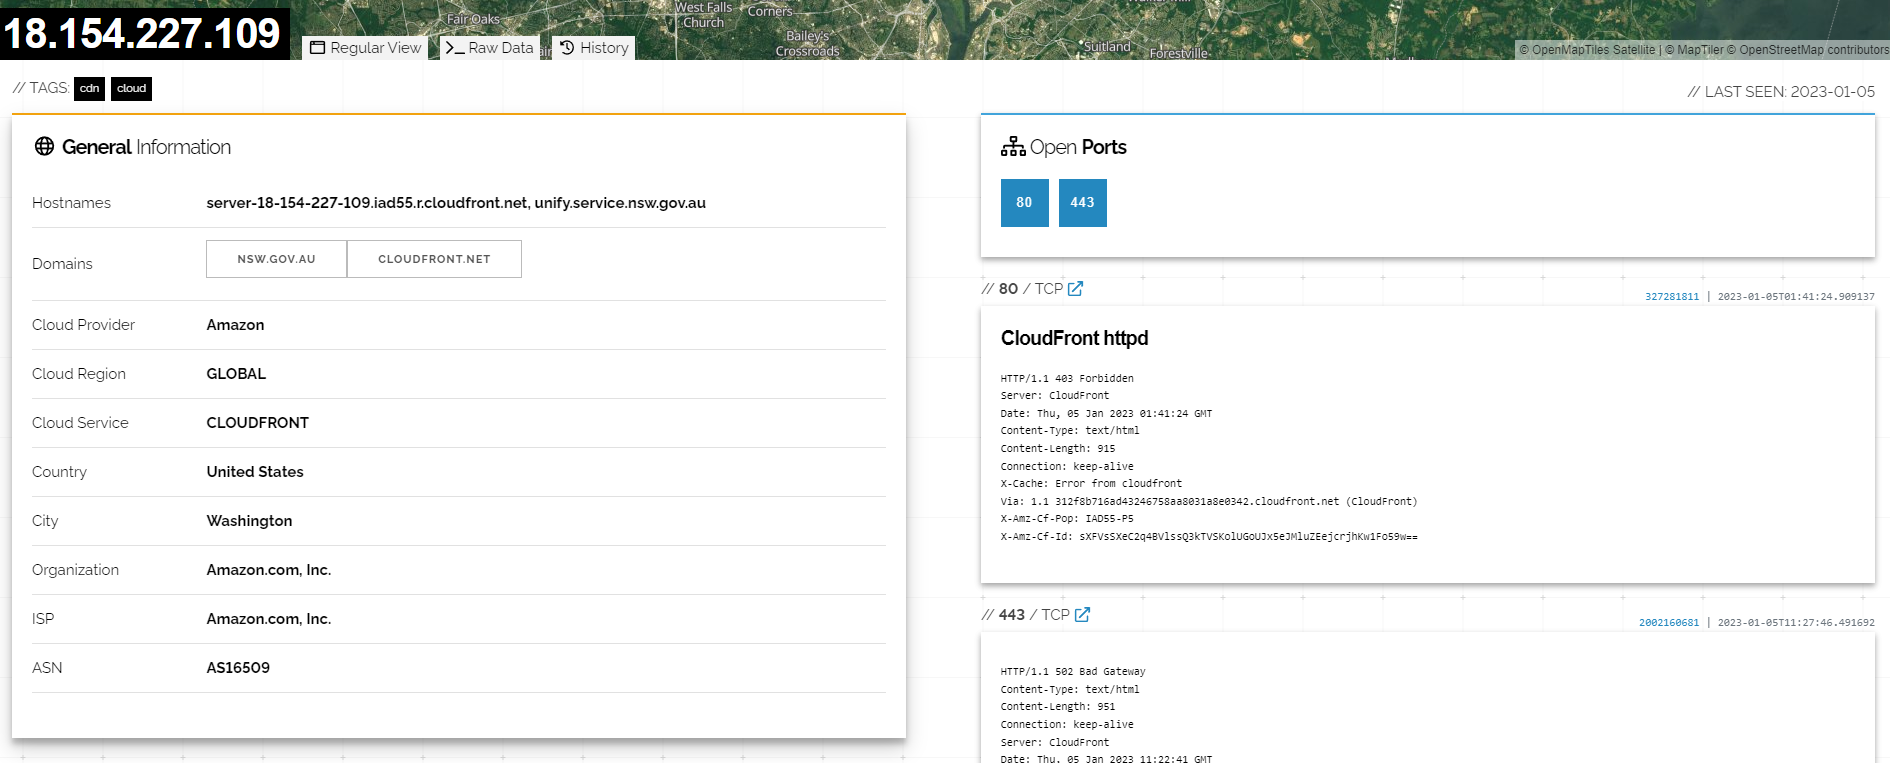 Fair Oaks
West Falls
Church
Corners
Bailey's
Crossroads
Suitland
Forestville
18.154.227.109
Regular View
Raw Data
History
© OpenMapTiles Satellite | © MapTiler © OpenStreetMap contributors
// TAGS: cdn cloud
// LAST SEEN: 2023-01-05
General Information
Hostnames server-18-154-227-109.iad55.r.cloudfront.net, unify.service.nsw.gov.au
Domains NSW.GOV.AU CLOUDFRONT.NET
Cloud Provider Amazon
Cloud Region GLOBAL
Cloud Service CLOUDFRONT
Country United States
City Washington
Organization Amazon.com, Inc.
ISP Amazon.com, Inc.
ASN AS16509
Open Ports
80 443
// 80 / TCP
327281811 | 2023-01-05T01:41:24.909137
CloudFront httpd
HTTP/1.1 403 Forbidden
Server: CloudFront
Date: Thu, 05 Jan 2023 01:41:24 GMT
Content-Type: text/html
Content-Length: 915
Connection: keep-alive
X-Cache: Error from cloudfront
Via: 1.1 312f8b716ad43246758aa8031a8e0342.cloudfront.net (CloudFront)
X-Amz-Cf-Pop: IAD55-P5
X-Amz-Cf-Id: sXFVsSXeC2q4BVlssQ3kTVSKolUGoUJx5eJMluZEejcrjhKw1Fo59w==
// 443 / TCP
2002160681 | 2023-01-05T11:27:46.491692
HTTP/1.1 502 Bad Gateway
Content-Type: text/html
Content-Length: 951
Connection: keep-alive
Server: CloudFront
Date: Thu, 05 Jan 2023 11:22:41 GMT